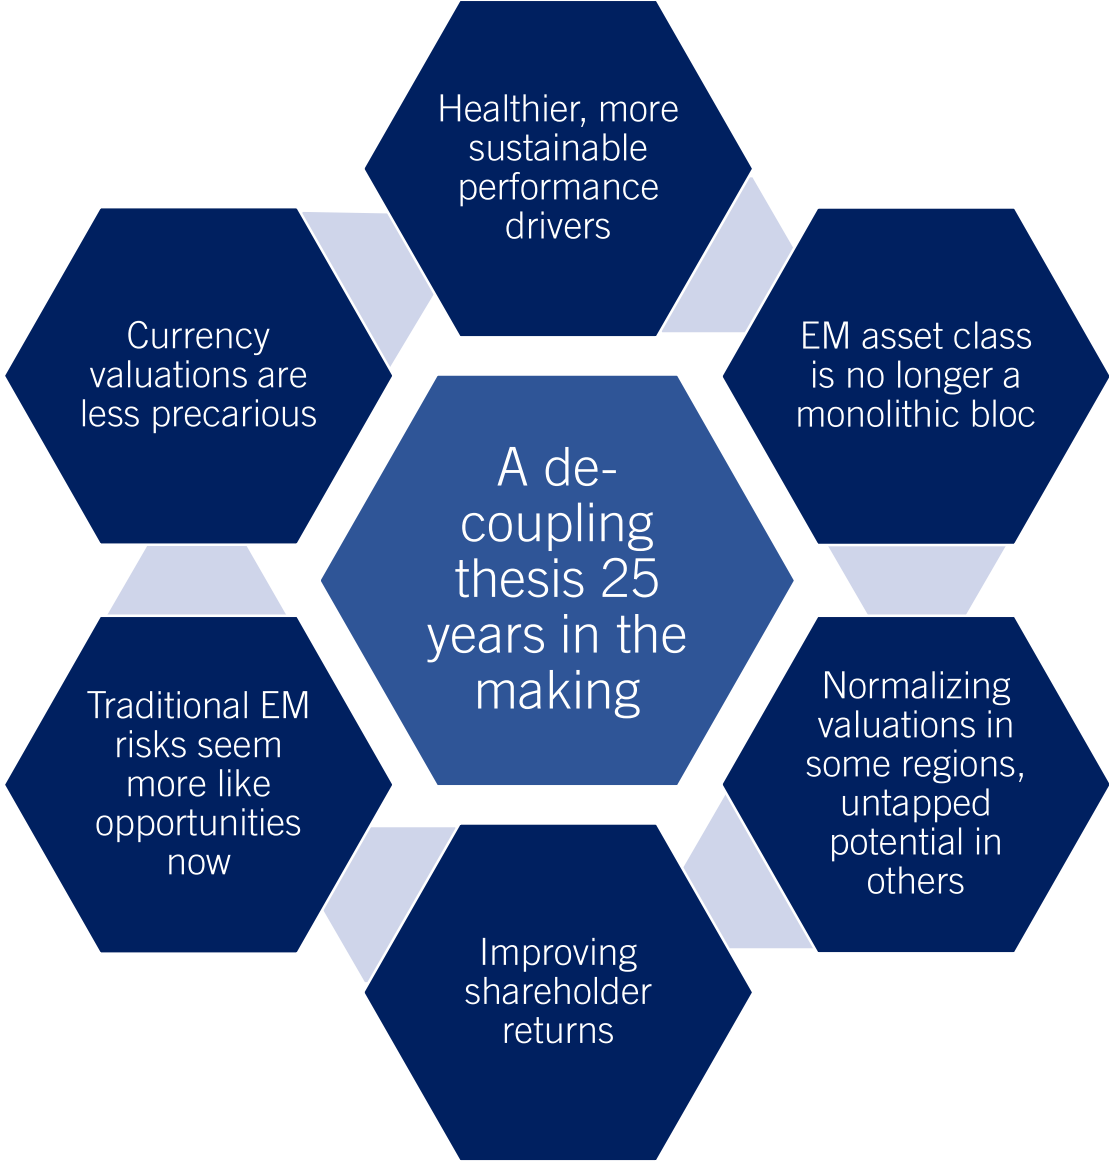 Healthier, more
sustainable
performance
drivers
EM asset class
is no longer a
monolithic bloc
Normalizing
valuations in
some regions,
untapped
potential in
others
Improving
shareholder
returns
Traditional EM
risks seem
more like
opportunities
now
Currency
valuations are
less precarious
A de-
coupling
thesis 25
years in the
making